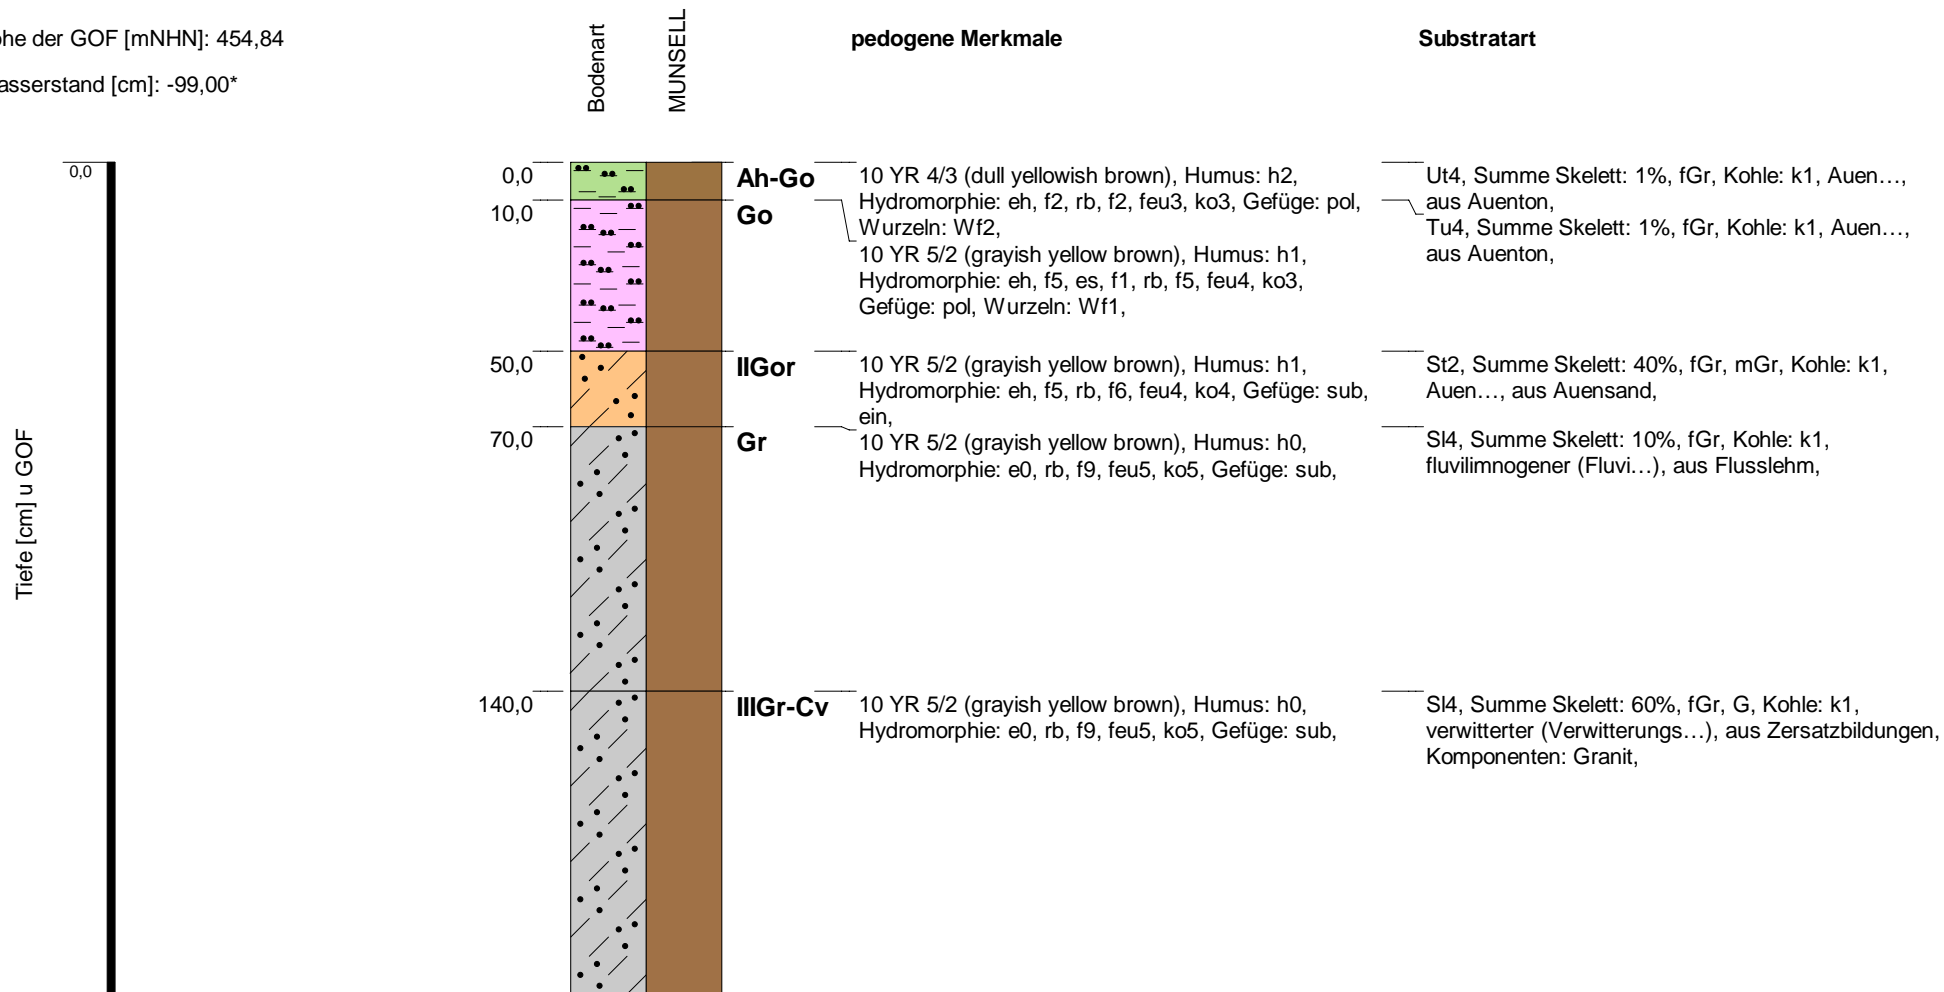 ohe der GOF [mNHN]: 454,84
asserstand [cm]: -99,00*
Bodenart
MUNSELL
pedogene Merkmale
Substratart
Tiefe [cm] u GOF
0,0
0,0
Ah-Go
10 YR 4/3 (dull yellowish brown), Humus: h2,
Hydromorphie: eh, f2, rb, f2, feu3, ko3, Gefüge: pol,
Wurzeln: Wf2,
Ut4, Summe Skelett: 1%, fGr, Kohle: k1, Auen…,
aus Auenton,
10,0
Go
10 YR 5/2 (grayish yellow brown), Humus: h1,
Hydromorphie: eh, f5, es, f1, rb, f5, feu4, ko3,
Gefüge: pol, Wurzeln: Wf1,
Tu4, Summe Skelett: 1%, fGr, Kohle: k1, Auen…,
aus Auenton,
50,0
IIGor
10 YR 5/2 (grayish yellow brown), Humus: h1,
Hydromorphie: eh, f5, rb, f6, feu4, ko4, Gefüge: sub,
ein,
St2, Summe Skelett: 40%, fGr, mGr, Kohle: k1,
Auen…, aus Auensand,
70,0
Gr
10 YR 5/2 (grayish yellow brown), Humus: h0,
Hydromorphie: e0, rb, f9, feu5, ko5, Gefüge: sub,
Sl4, Summe Skelett: 10%, fGr, Kohle: k1,
fluvilimnogener (Fluvi…), aus Flusslehm,
140,0
IIIGr-Cv
10 YR 5/2 (grayish yellow brown), Humus: h0,
Hydromorphie: e0, rb, f9, feu5, ko5, Gefüge: sub,
Sl4, Summe Skelett: 60%, fGr, G, Kohle: k1,
verwitterter (Verwitterungs…), aus Zersatzbildungen,
Komponenten: Granit,